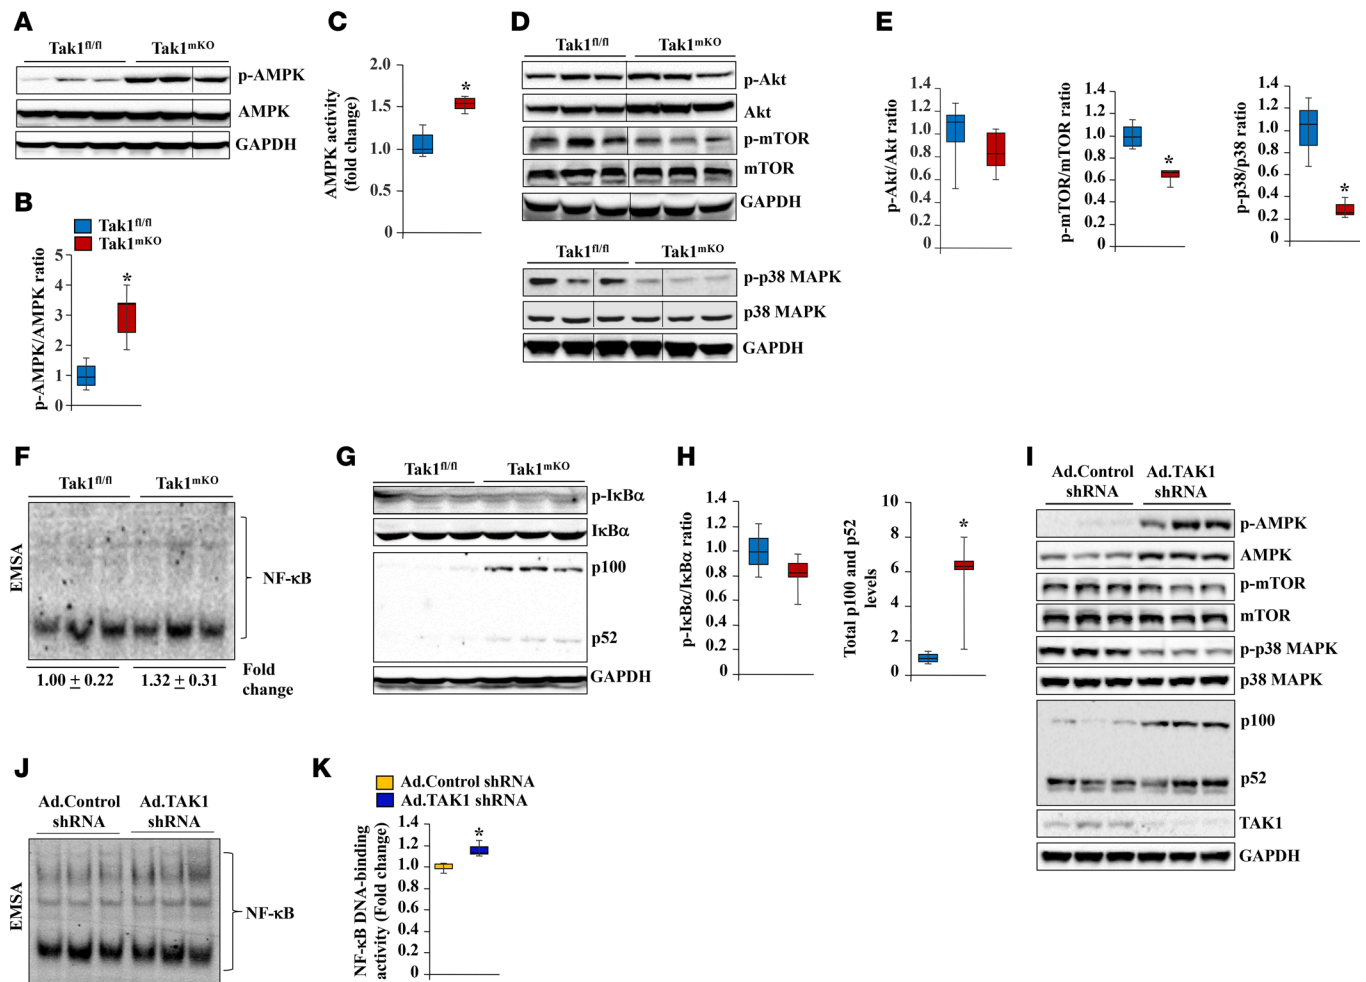 A
Tak1fl/fl Tak1mKO
p-AMPK
AMPK
GAPDH
B
Tak1fl/fl
Tak1mKO
p-AMPK/AMPK ratio
5
4
3
2
1
0
*
C
AMPK activity
(fold change)
2.0
1.5
1.0
0.5
0
*
D
Tak1fl/fl Tak1mKO
p-Akt
Akt
p-mTOR
mTOR
GAPDH
Tak1fl/fl Tak1mKO
p-p38 MAPK
p38 MAPK
GAPDH
E
p-Akt/Akt ratio
1.4
1.2
1.0
0.8
0.6
0.4
0.2
0
p-mTOR/mTOR ratio
1.4
1.2
1.0
0.8
0.6
0.4
0.2
0
*
p-p38/p38 ratio
1.4
1.2
1.0
0.8
0.6
0.4
0.2
0
*
F
Tak1fl/fl Tak1mKO
EMSA
NF-κB
1.00 ± 0.22 1.32 ± 0.31 Fold
change
G
Tak1fl/fl Tak1mKO
p-IκBα
IκBα
p100
p52
GAPDH
H
p-IκBα/IκBα ratio
1.4
1.2
1.0
0.8
0.6
0.4
0.2
0
Total p100 and p52
levels
10
8
6
4
2
0
*
I
Ad.Control Ad.TAK1
shRNA shRNA
p-AMPK
AMPK
p-mTOR
mTOR
p-p38 MAPK
p38 MAPK
p100
p52
TAK1
GAPDH
J
Ad.Control Ad.TAK1
shRNA shRNA
EMSA
NF-κB
K
Ad.Control shRNA
Ad.TAK1 shRNA
NF-κB DNA-binding
activity (Fold change)
1.4
1.2
1.0
0.8
0.6
0.4
0.2
0
*